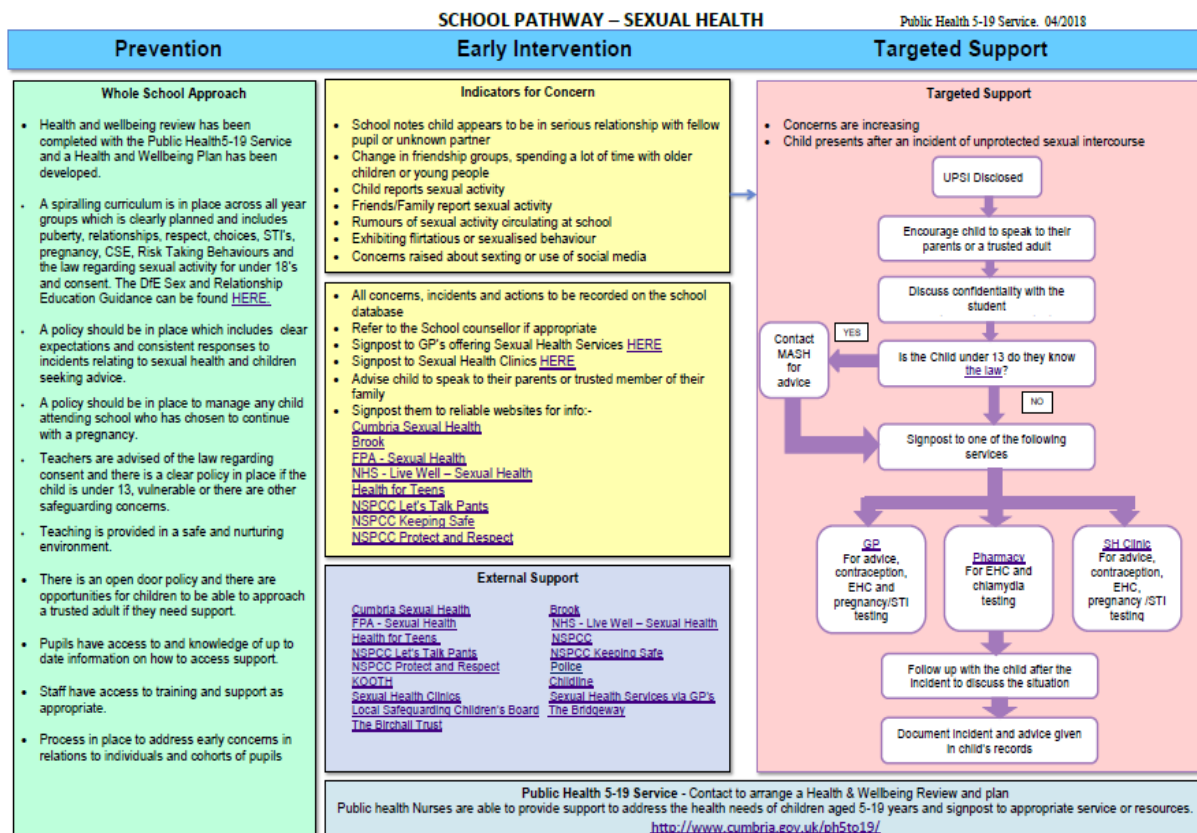 SCHOOL PATHWAY – SEXUAL HEALTH
Public Health 5-19 Service. 04/2018
Prevention
Early Intervention
Targeted Support
Whole School Approach
• Health and wellbeing review has been
completed with the Public Health5-19 Service
and a Health and Wellbeing Plan has been
developed.
• A spiralling curriculum is in place across all year
groups which is clearly planned and includes
puberty, relationships, respect, choices, STI's,
pregnancy, CSE, Risk Taking Behaviours and
the law regarding sexual activity for under 18's
and consent. The DfE Sex and Relationship
Education Guidance can be found HERE.
• A policy should be in place which includes clear
expectations and consistent responses to
incidents relating to sexual health and children
seeking advice.
• A policy should be in place to manage any child
attending school who has chosen to continue
with a pregnancy.
• Teachers are advised of the law regarding
consent and there is a clear policy in place if the
child is under 13, vulnerable or there are other
safeguarding concerns.
• Teaching is provided in a safe and nurturing
environment.
• There is an open door policy and there are
opportunities for children to be able to approach
a trusted adult if they need support.
• Pupils have access to and knowledge of up to
date information on how to access support.
• Staff have access to training and support as
appropriate.
• Process in place to address early concerns in
relations to individuals and cohorts of pupils
Indicators for Concern
• School notes child appears to be in serious relationship with fellow
pupil or unknown partner
• Change in friendship groups, spending a lot of time with older
children or young people
• Child reports sexual activity
• Friends/Family report sexual activity
• Rumours of sexual activity circulating at school
• Exhibiting flirtatious or sexualised behaviour
• Concerns raised about sexting or use of social media
• All concerns, incidents and actions to be recorded on the school
database
• Refer to the School counsellor if appropriate
• Signpost to GP's offering Sexual Health Services HERE
• Signpost to Sexual Health Clinics HERE
• Advise child to speak to their parents or trusted member of their
family
• Signpost them to reliable websites for info:-
Cumbria Sexual Health
Brook
FPA - Sexual Health
NHS - Live Well – Sexual Health
Health for Teens
NSPCC Let's Talk Pants
NSPCC Keeping Safe
NSPCC Protect and Respect
External Support
Cumbria Sexual Health Brook
FPA - Sexual Health NHS - Live Well – Sexual Health
Health for Teens NSPCC
NSPCC Let's Talk Pants NSPCC Keeping Safe
NSPCC Protect and Respect Police
KOOTH Childline
Sexual Health Clinics Sexual Health Services via GP's
Local Safeguarding Children's Board The Bridgeway
The Birchall Trust
Targeted Support
• Concerns are increasing
• Child presents after an incident of unprotected sexual intercourse
UPSI Disclosed
Encourage child to speak to their
parents or a trusted adult
Discuss confidentiality with the
student
YES
Contact
MASH
for
advice
Is the Child under 13 do they know
the law?
NO
Signpost to one of the following
services
GP
For advice,
contraception,
EHC and
pregnancy/STI
testing
Pharmacy
For EHC and
chlamydia
testing
SH Clinic
For advice,
contraception,
EHC,
pregnancy /STI
testing
Follow up with the child after the
incident to discuss the situation
Document incident and advice given
in child's records
Public Health 5-19 Service - Contact to arrange a Health & Wellbeing Review and plan
Public health Nurses are able to provide support to address the health needs of children aged 5-19 years and signpost to appropriate service or resources.
http://www.cumbria.gov.uk/ph5to19/